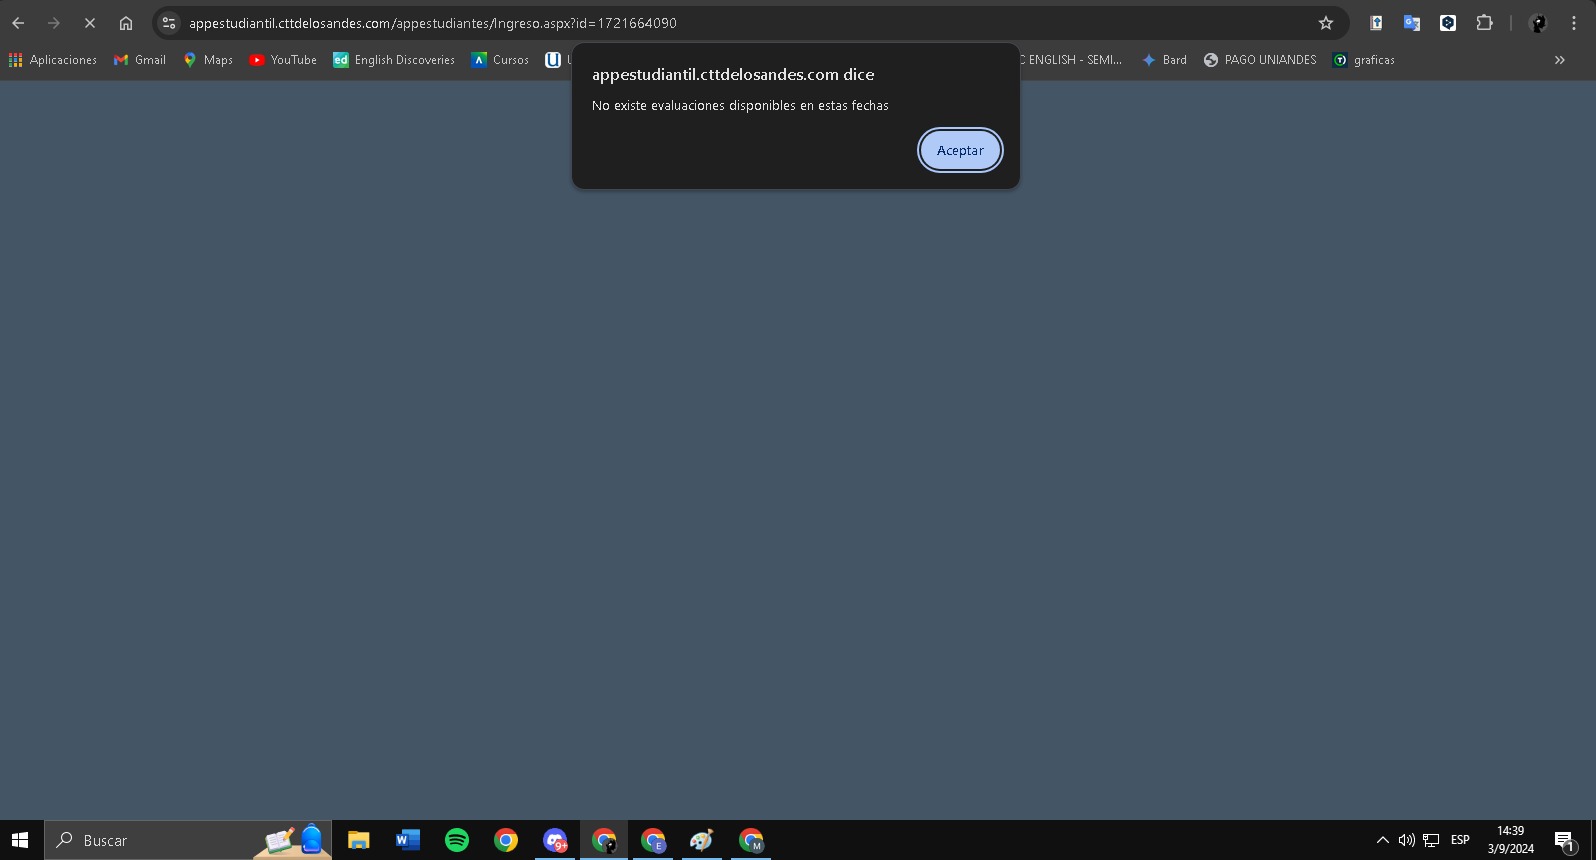 appestudiantil.cttdelosandes.com/appestudiantes/Ingreso.aspx?id=1721664090
Aplicaciones Gmail Maps YouTube ed English Discoveries Cursos U C ENGLISH - SEMI... Bard PAGO UNIANDES graficas »
appestudiantil.cttdelosandes.com dice
No existe evaluaciones disponibles en estas fechas
Aceptar
Buscar
W
9+
E
M
ESP
14:39
3/9/2024
1